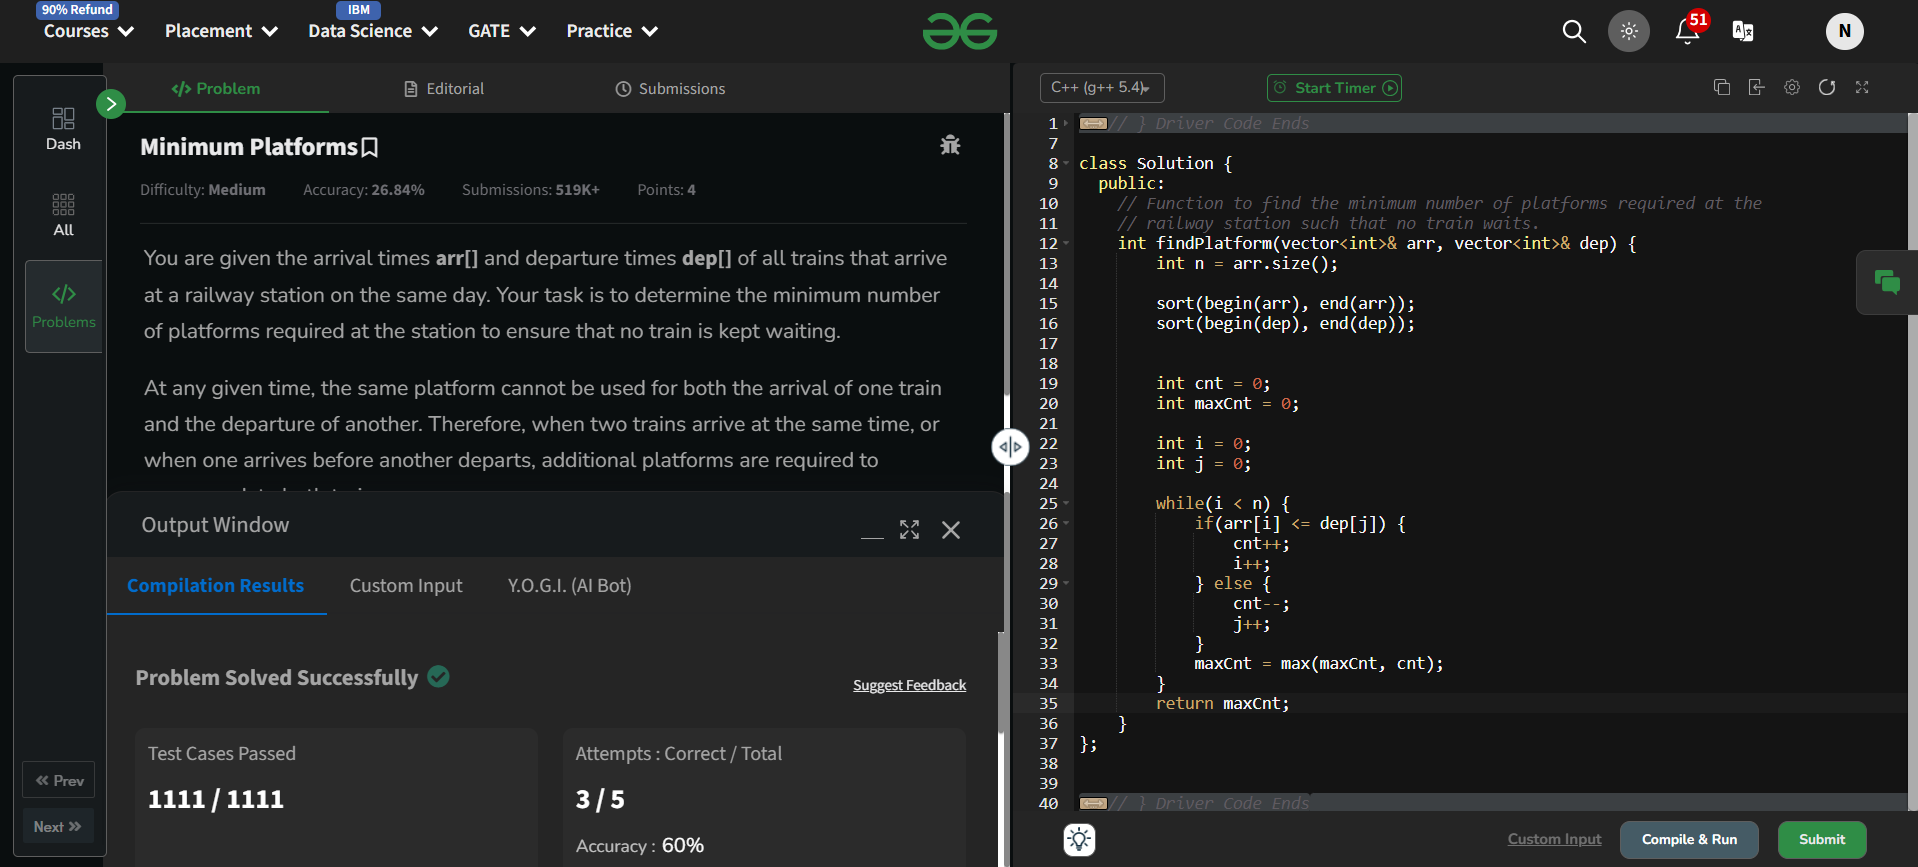 90% Refund
IBM
Courses
Placement
Data Science
GATE
Practice
51
N
Dash
All
Problems
Prev
Next
Problem
Editorial
Submissions
Minimum Platforms
Difficulty: Medium
Accuracy: 26.84%
Submissions: 519K+
Points: 4
You are given the arrival times arr[] and departure times dep[] of all trains that arrive
at a railway station on the same day. Your task is to determine the minimum number
of platforms required at the station to ensure that no train is kept waiting.
At any given time, the same platform cannot be used for both the arrival of one train
and the departure of another. Therefore, when two trains arrive at the same time, or
when one arrives before another departs, additional platforms are required to
Output Window
Compilation Results
Custom Input
Y.O.G.I. (AI Bot)
Problem Solved Successfully
Suggest Feedback
Test Cases Passed
1111 / 1111
Attempts : Correct / Total
3 / 5
Accuracy : 60%
C++ (g++ 5.4)
Start Timer
1 // } Driver Code Ends
7
8 class Solution {
9 public:
10 // Function to find the minimum number of platforms required at the
11 // railway station such that no train waits.
12 int findPlatform(vector<int>& arr, vector<int>& dep) {
13 int n = arr.size();
14
15 sort(begin(arr), end(arr));
16 sort(begin(dep), end(dep));
17
18
19 int cnt = 0;
20 int maxCnt = 0;
21
22 int i = 0;
23 int j = 0;
24
25 while(i < n) {
26 if(arr[i] <= dep[j]) {
27 cnt++;
28 i++;
29 } else {
30 cnt--;
31 j++;
32 }
33 maxCnt = max(maxCnt, cnt);
34 }
35 return maxCnt;
36 }
37 };
38
39
40 // } Driver Code Ends
Custom Input
Compile & Run
Submit